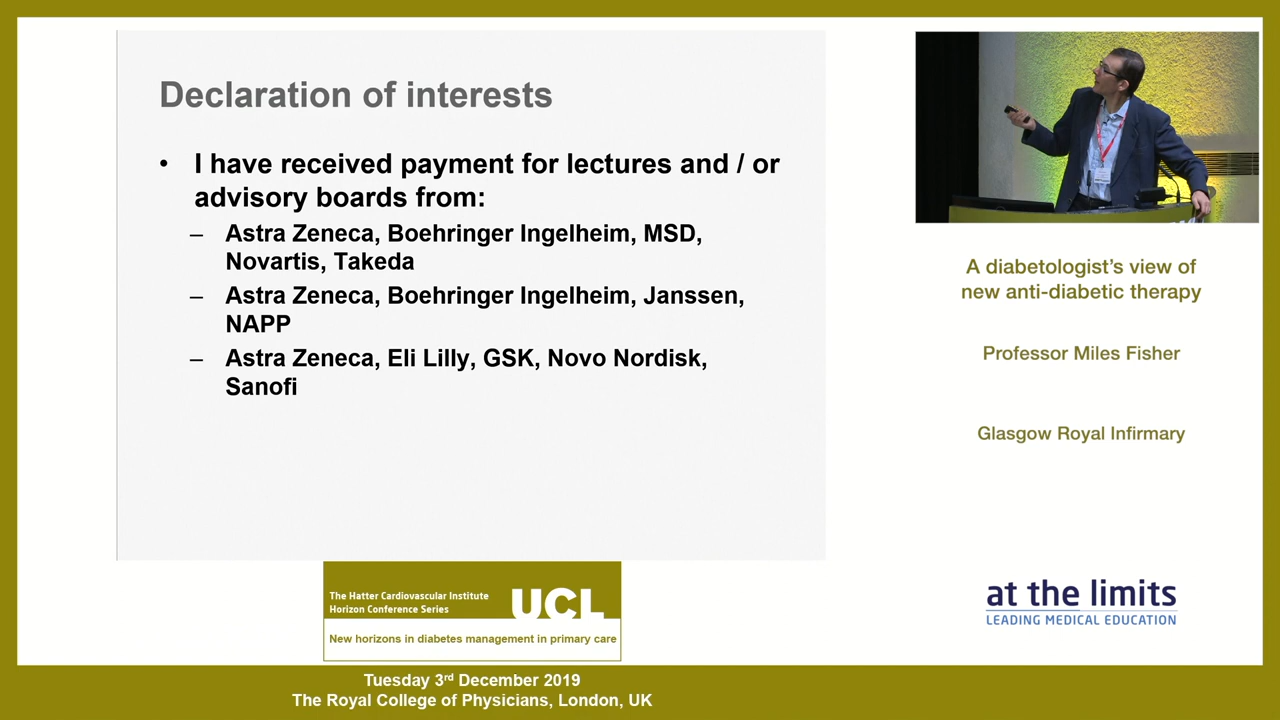 Declaration of interests
• I have received payment for lectures and / or
advisory boards from:
– Astra Zeneca, Boehringer Ingelheim, MSD,
Novartis, Takeda
– Astra Zeneca, Boehringer Ingelheim, Janssen,
NAPP
– Astra Zeneca, Eli Lilly, GSK, Novo Nordisk,
Sanofi
A diabetologist's view of
new anti-diabetic therapy
Professor Miles Fisher
Glasgow Royal Infirmary
The Hatter Cardiovascular Institute
Horizon Conference Series
UCL
New horizons in diabetes management in primary care
at the limits
LEADING MEDICAL EDUCATION
Tuesday 3rd December 2019
The Royal College of Physicians, London, UK